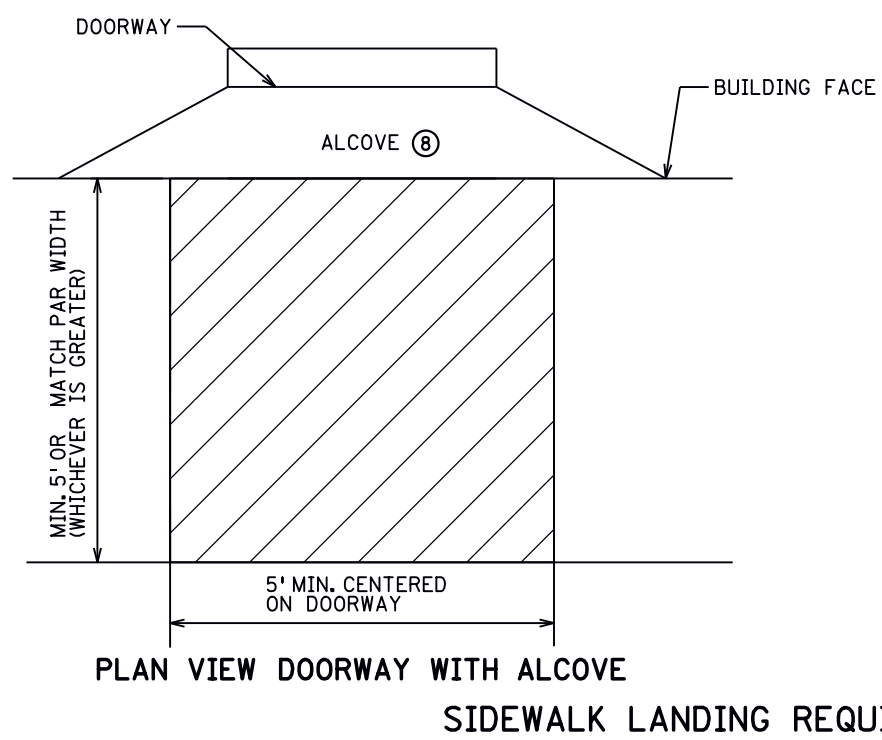 DOORWAY
BUILDING FACE
ALCOVE 8
MIN. 5' OR MATCH PAR WIDTH
(WHICHEVER IS GREATER)
5' MIN. CENTERED
ON DOORWAY
PLAN VIEW DOORWAY WITH ALCOVE
SIDEWALK LANDING